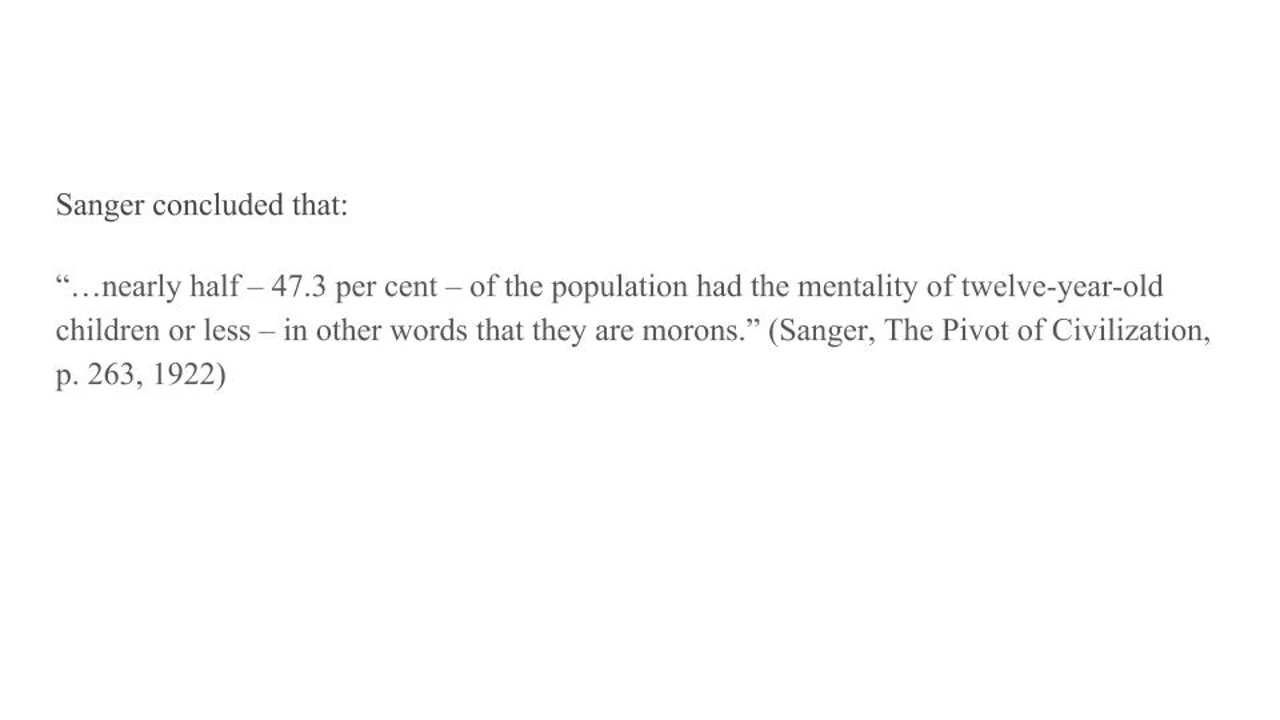 Sanger concluded that:
“…nearly half – 47.3 per cent – of the population had the mentality of twelve-year-old
children or less – in other words that they are morons.” (Sanger, The Pivot of Civilization,
p. 263, 1922)